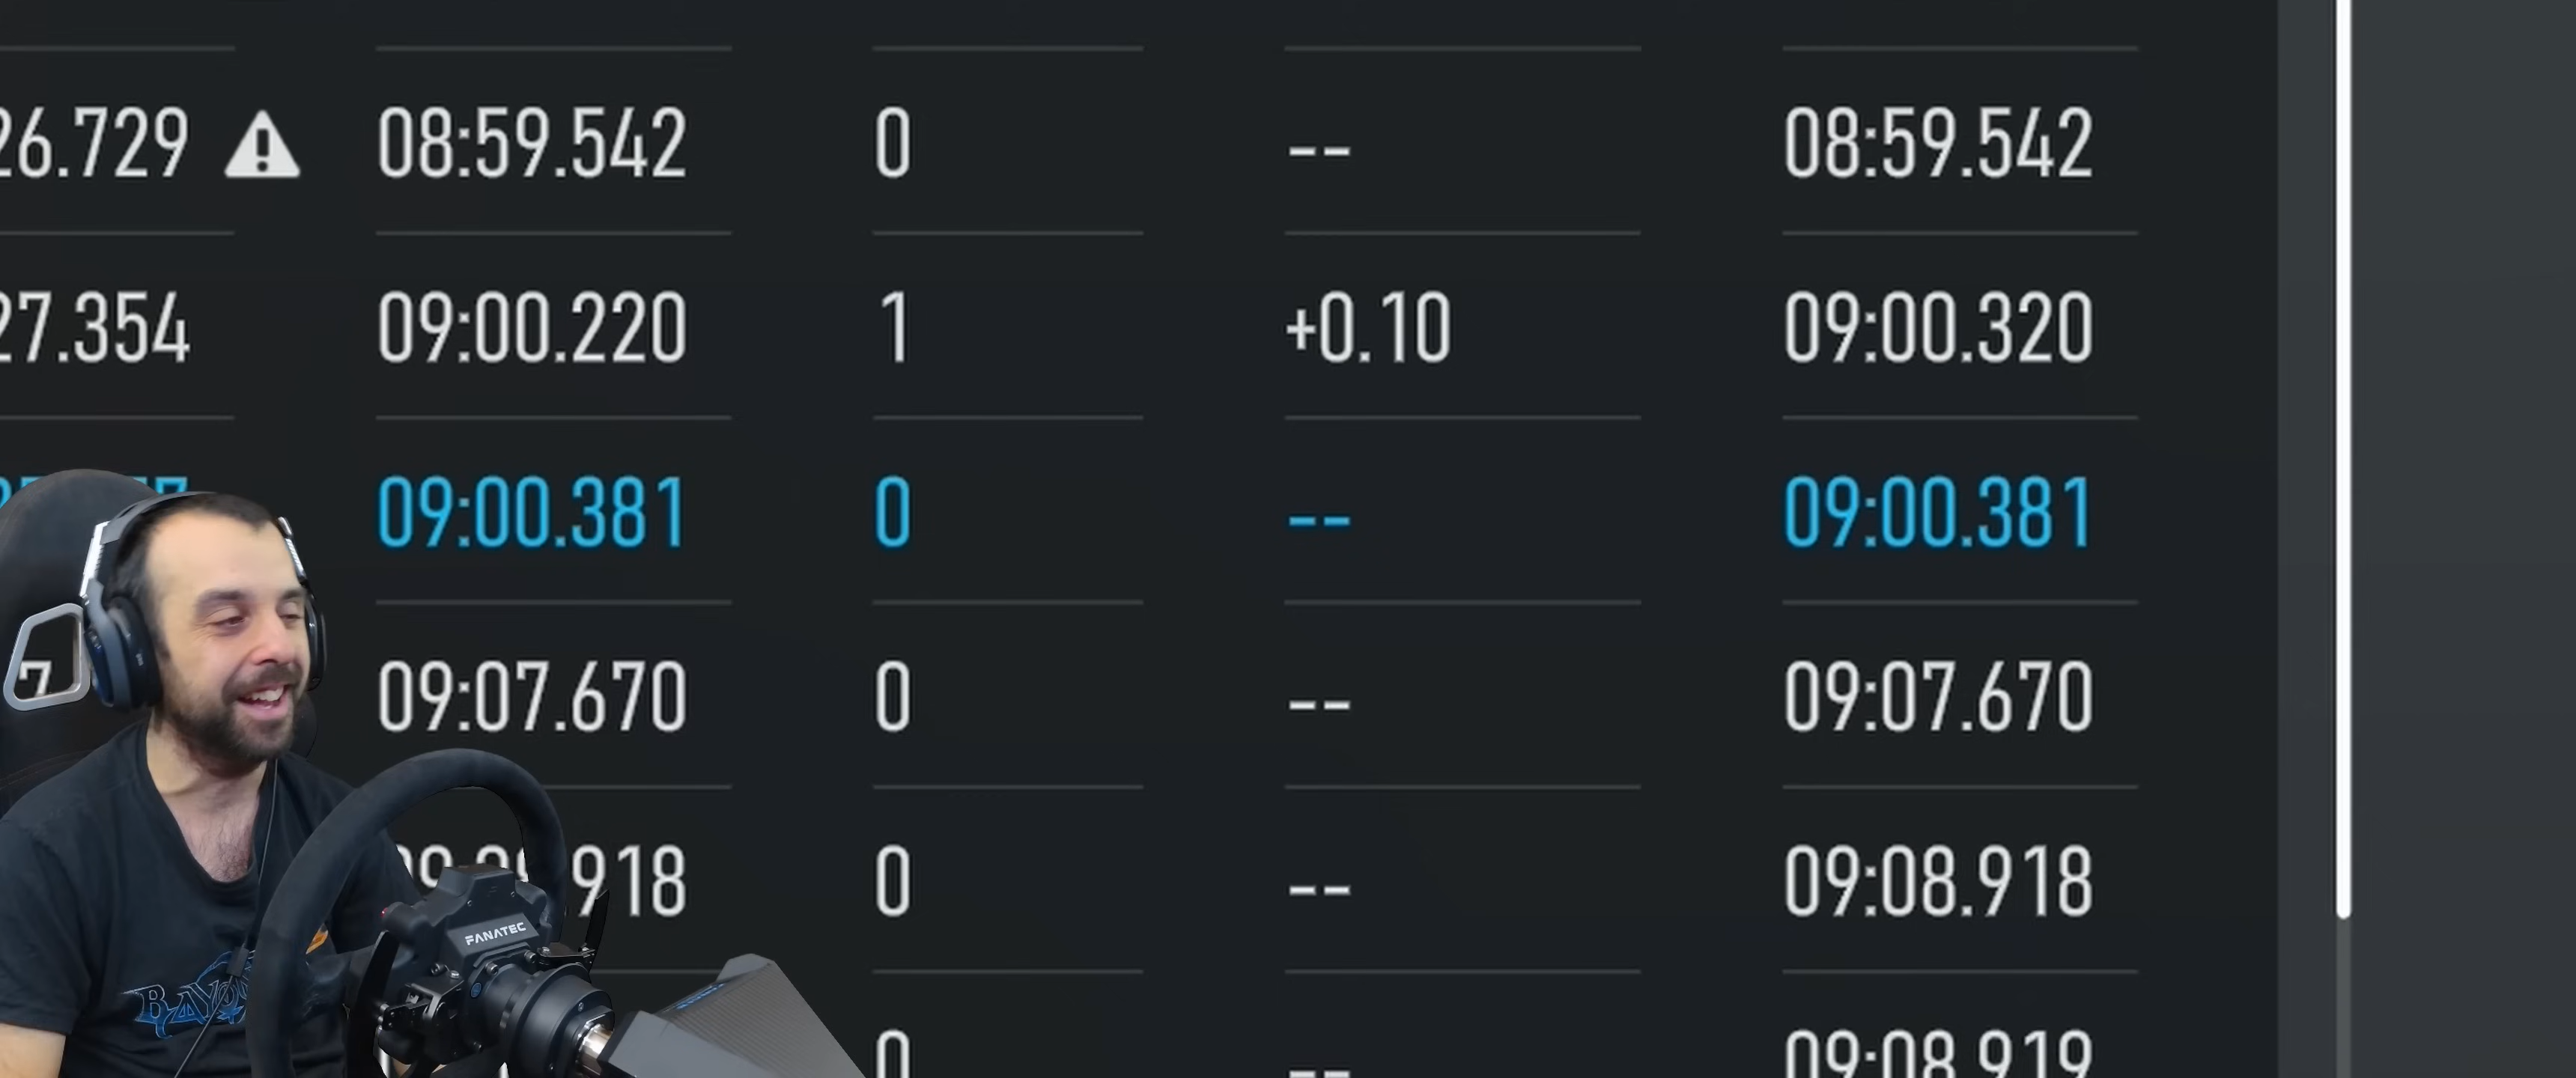 26.729 08:59.542 0 -- 08:59.542
27.354 09:00.220 1 +0.10 09:00.320
09:00.381 0 -- 09:00.381
7 09:07.670 0 -- 09:07.670
918 0 -- 09:08.918
0 -- 09:08.919
FANATEC